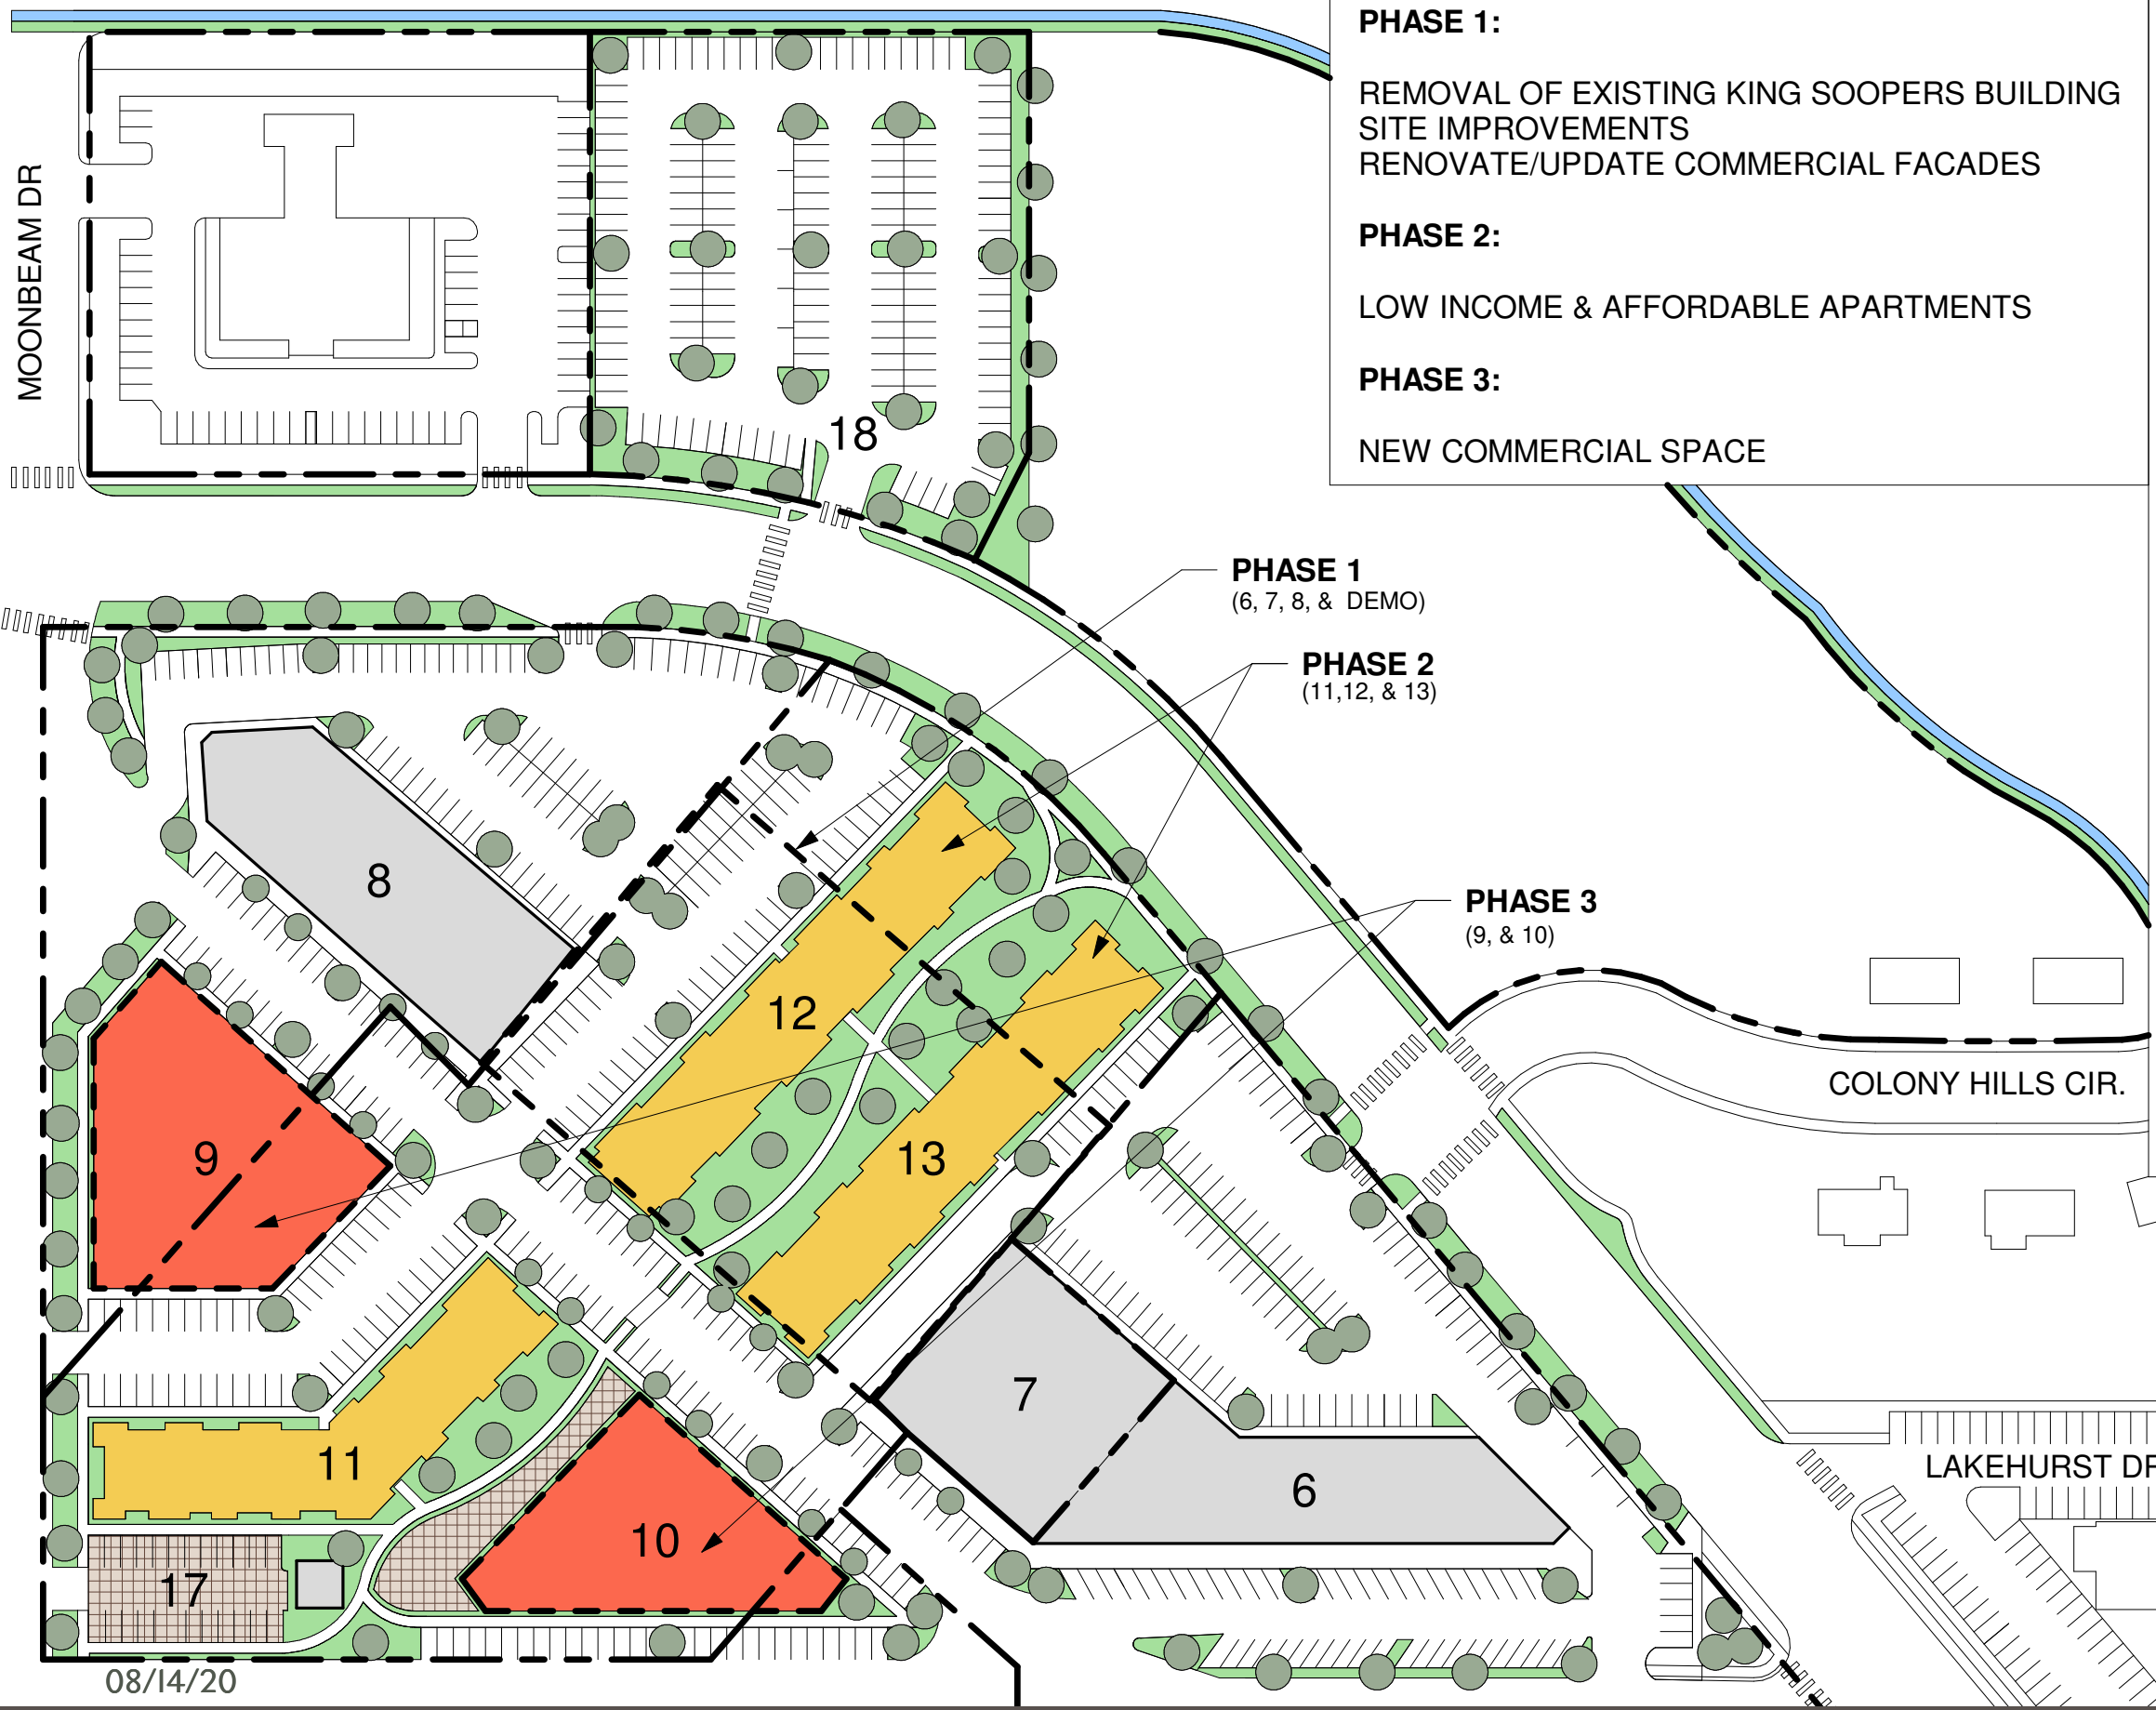 PHASE 1:
REMOVAL OF EXISTING KING SOOPERS BUILDING
SITE IMPROVEMENTS
RENOVATE/UPDATE COMMERCIAL FACADES
PHASE 2:
LOW INCOME & AFFORDABLE APARTMENTS
PHASE 3:
NEW COMMERCIAL SPACE
MOONBEAM DR
18
PHASE 1
(6, 7, 8, & DEMO)
PHASE 2
(11,12, & 13)
PHASE 3
(9, & 10)
8
12
COLONY HILLS CIR.
9
13
7
11
LAKEHURST DR
6
10
17
08/14/20